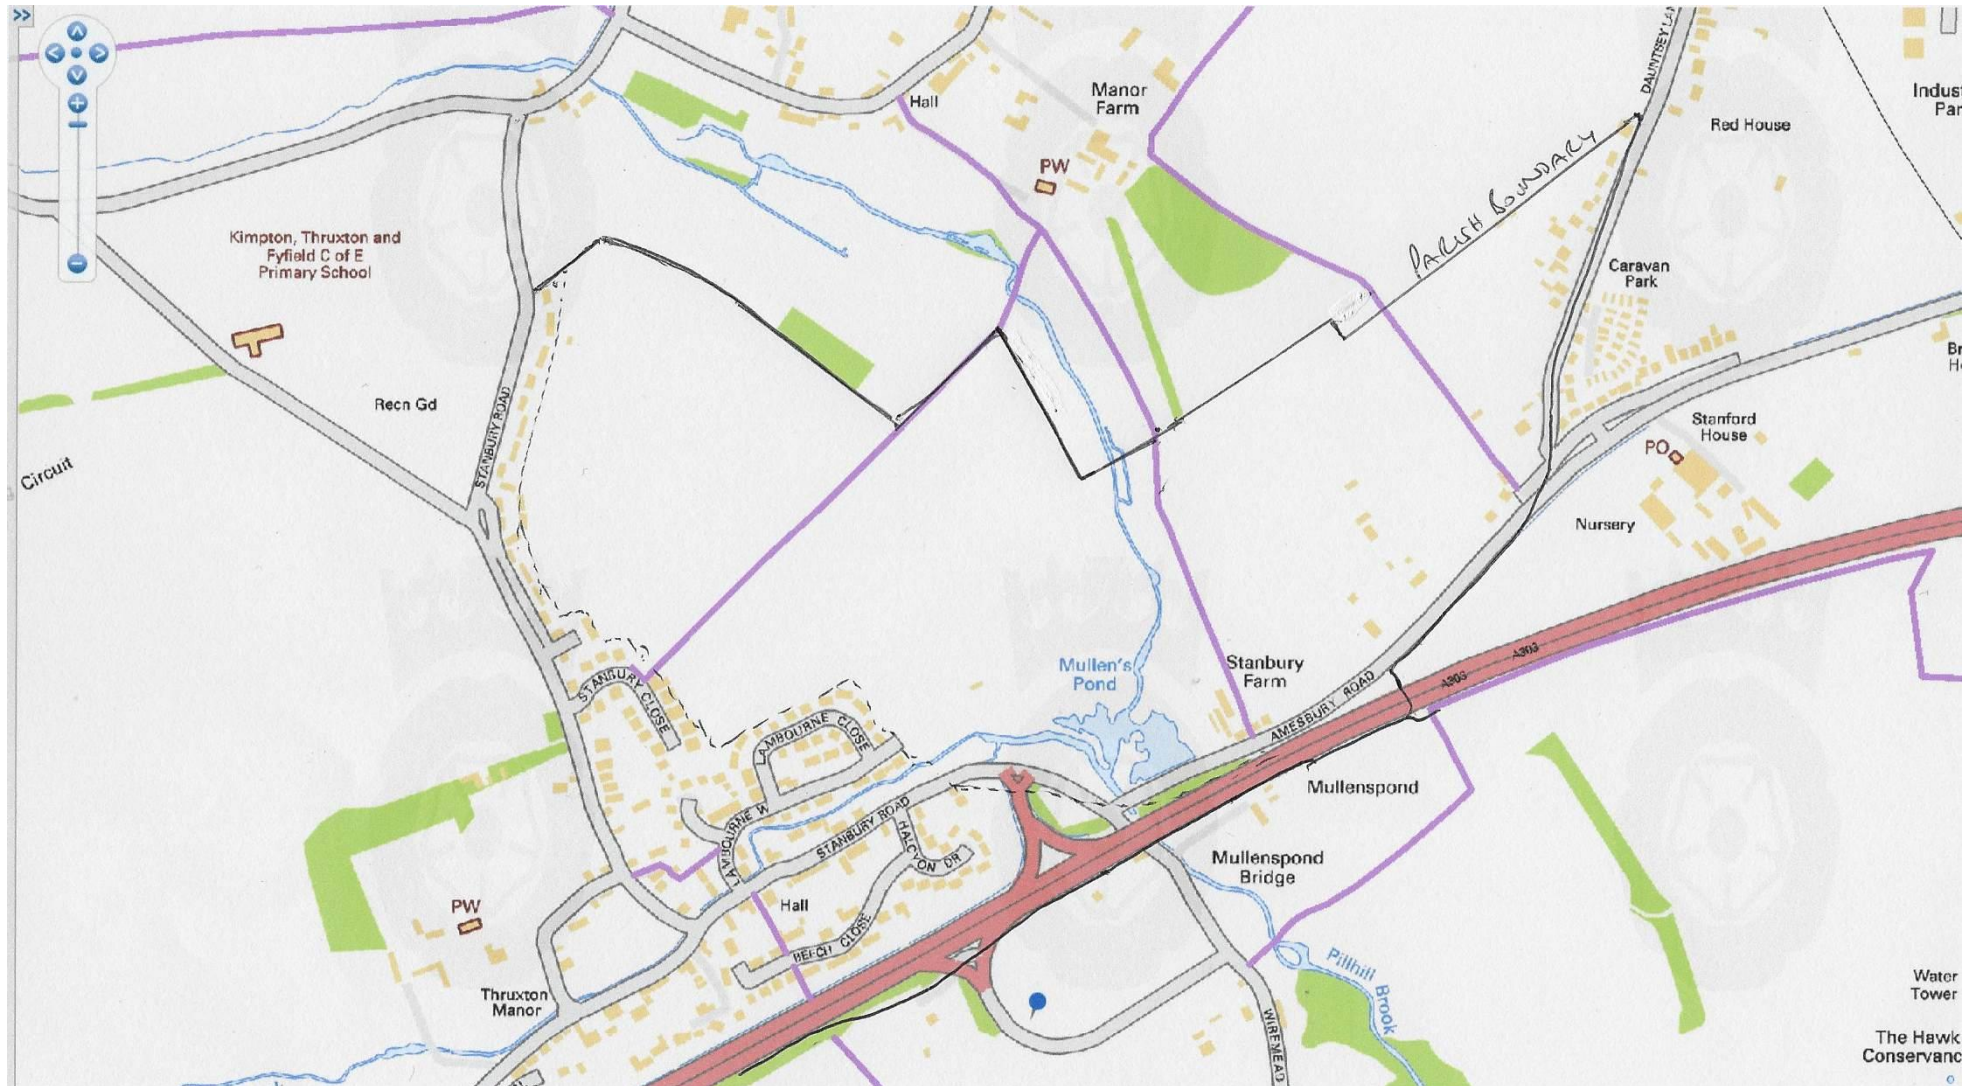 >>
DAUNTSEY LAN
Hall
Manor
Farm
Indust
Par
Red House
PW
PARISH BOUNDARY
Kimpton, Thruxton and
Fyfield C of E
Primary School
Caravan
Park
Recn Gd
STANBURY ROAD
Circuit
Br
H
Stanford
House
PO
Nursery
A303
A303
Mullen's
Pond
Stanbury
Farm
STANBURY CLOSE
LAMBOURNE CLOSE
AMESBURY ROAD
Mullenspond
LAMBOURNE W
STANBURY ROAD
HALCYON DR
Mullenspond
Bridge
PW
Hall
BEECH CLOSE
Thruxton
Manor
Pillhill Brook
WIREMEAD
Water
Tower
The Hawk
Conservanc